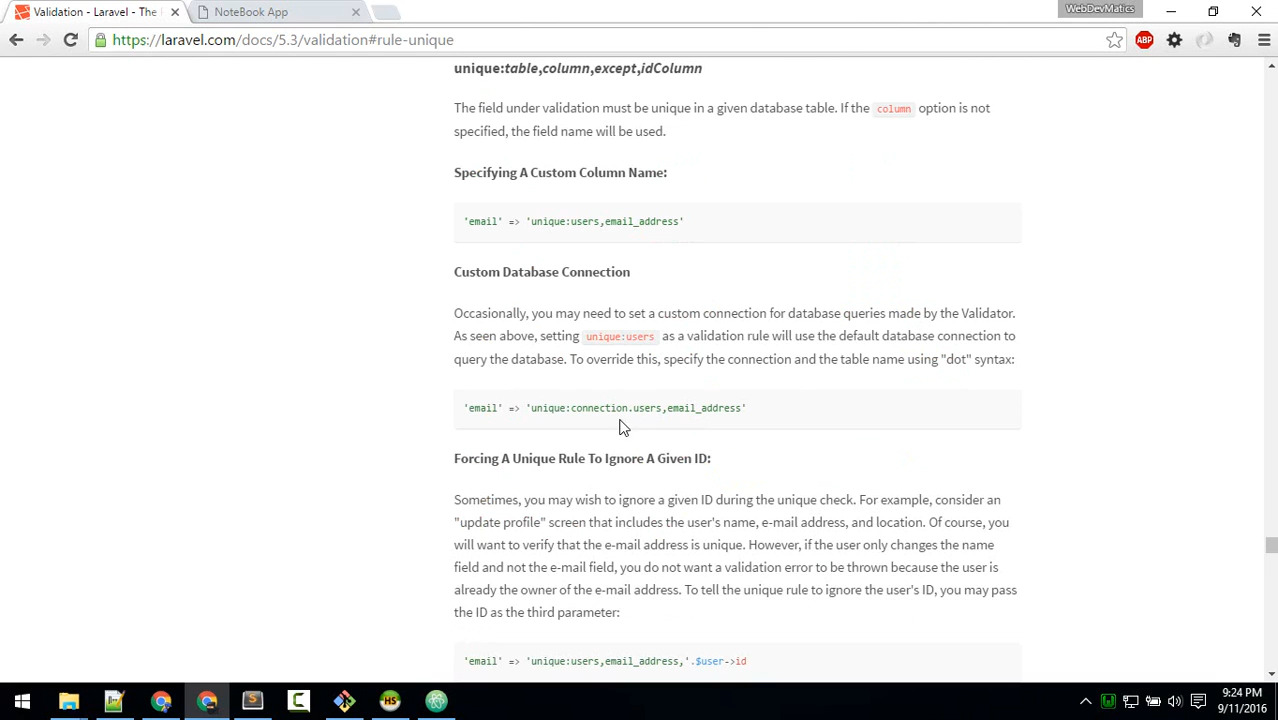 Validation - Laravel - The
NoteBook App
WebDevMatics
https://laravel.com/docs/5.3/validation#rule-unique
ABP
unique:table,column,except,idColumn
The field under validation must be unique in a given database table. If the column option is not
specified, the field name will be used.
Specifying A Custom Column Name:
'email' => 'unique:users,email_address'
Custom Database Connection
Occasionally, you may need to set a custom connection for database queries made by the Validator.
As seen above, setting unique:users as a validation rule will use the default database connection to
query the database. To override this, specify the connection and the table name using "dot" syntax:
'email' => 'unique:connection.users,email_address'
Forcing A Unique Rule To Ignore A Given ID:
Sometimes, you may wish to ignore a given ID during the unique check. For example, consider an
"update profile" screen that includes the user's name, e-mail address, and location. Of course, you
will want to verify that the e-mail address is unique. However, if the user only changes the name
field and not the e-mail field, you do not want a validation error to be thrown because the user is
already the owner of the e-mail address. To tell the unique rule to ignore the user's ID, you may pass
the ID as the third parameter:
'email' => 'unique:users,email_address,'.$user->id
S
HS
9:24 PM
9/11/2016